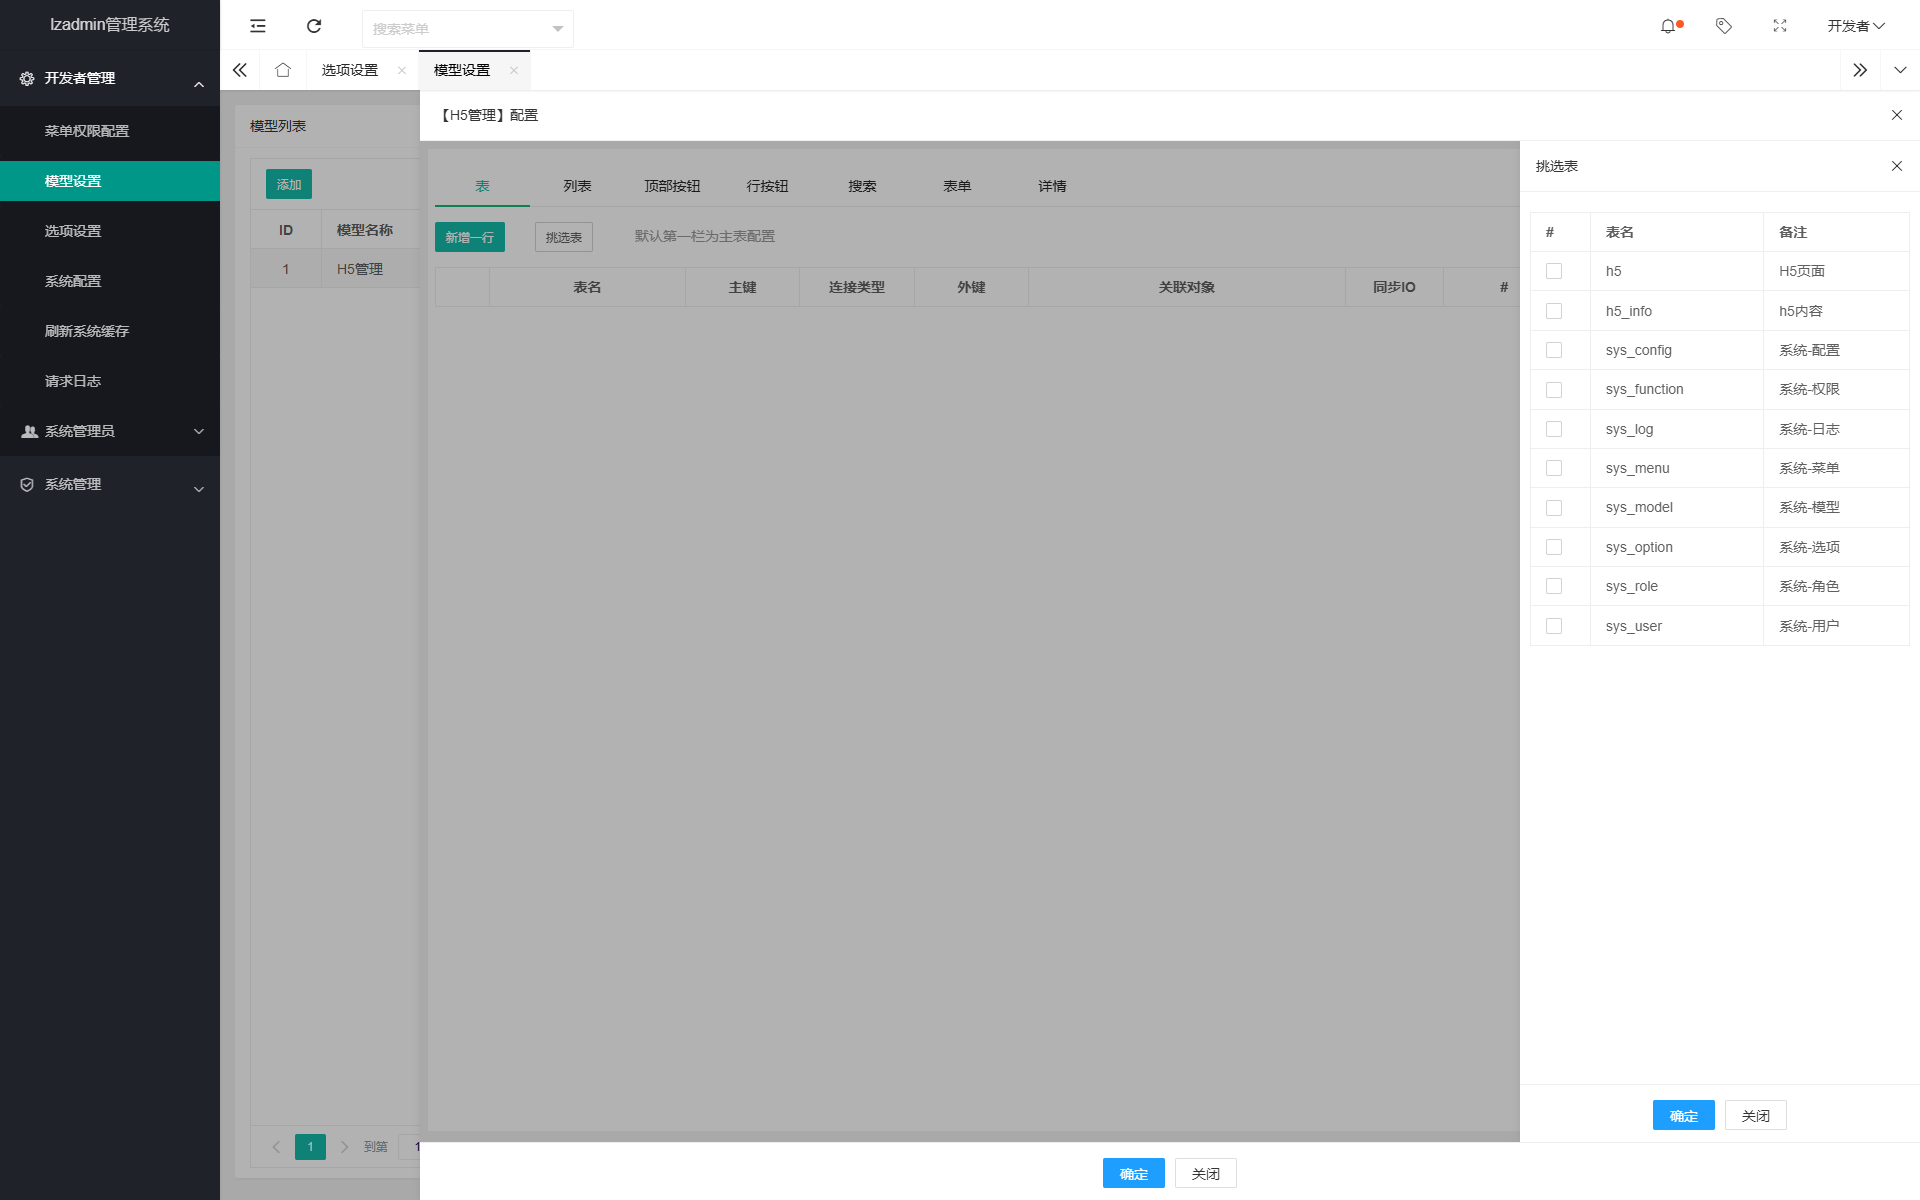 lzadmin管理系统
开发者管理
菜单权限配置
模型设置
选项设置
系统配置
刷新系统缓存
请求日志
系统管理员
系统管理
搜索菜单
开发者
选项设置
模型设置
模型列表
添加
ID 模型名称
1 H5管理
1 到第 1
【H5管理】配置
表 列表 顶部按钮 行按钮 搜索 表单 详情
新增一行 挑选表 默认第一栏为主表配置
表名 主键 连接类型 外键 关联对象 同步IO #
挑选表
# 表名 备注
h5 H5页面
h5_info h5内容
sys_config 系统-配置
sys_function 系统-权限
sys_log 系统-日志
sys_menu 系统-菜单
sys_model 系统-模型
sys_option 系统-选项
sys_role 系统-角色
sys_user 系统-用户
确定 关闭
确定 关闭